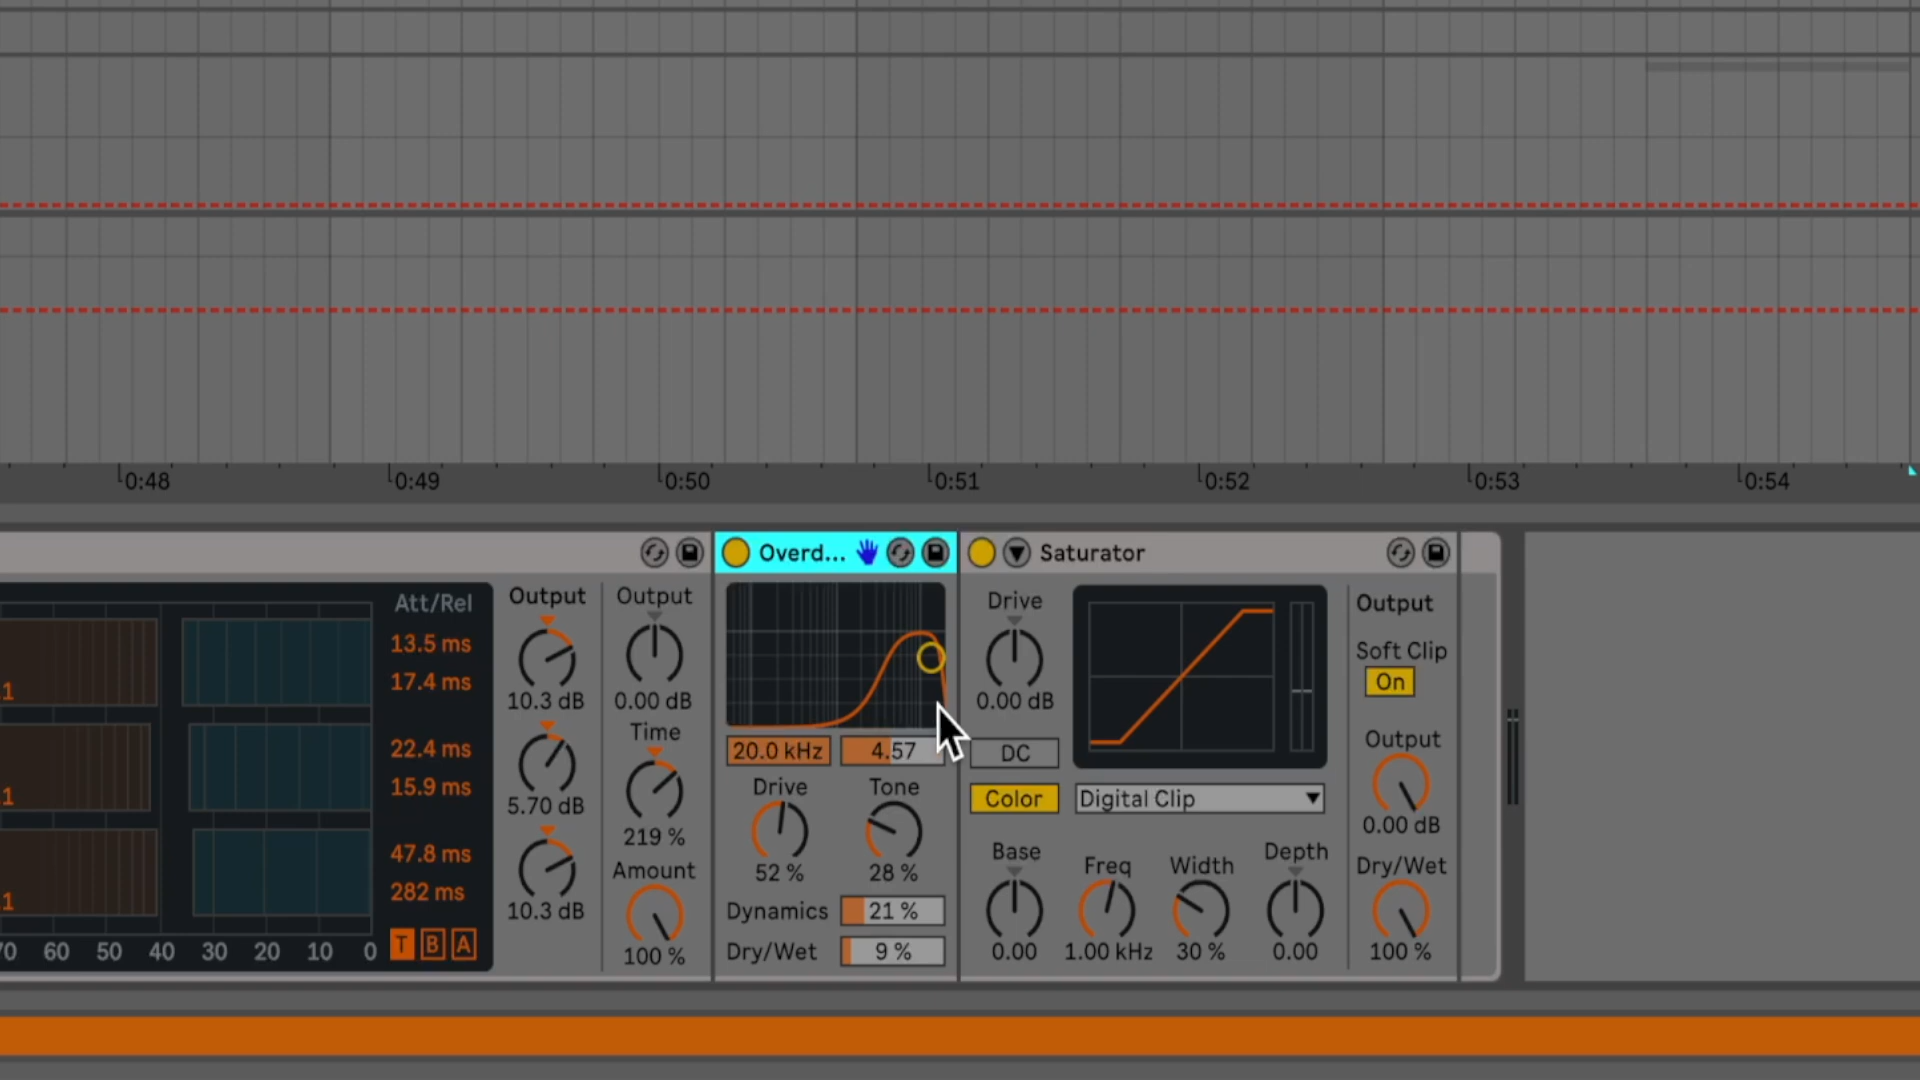 0:48 0:49 0:50 0:51 0:52 0:53 0:54
Overd...
Saturator
Att/Rel
13.5 ms
17.4 ms
22.4 ms
15.9 ms
47.8 ms
282 ms
T B A
1
1
1
60 50 40 30 20 10 0
Output
10.3 dB
5.70 dB
10.3 dB
Output
0.00 dB
Time
219 %
Amount
100 %
20.0 kHz 4.57
Drive Tone
52 % 28 %
Dynamics 21 %
Dry/Wet 9 %
Drive
0.00 dB
DC
Color
Digital Clip
Base Freq Width Depth
0.00 1.00 kHz 30 % 0.00
Output
Soft Clip
On
Output
0.00 dB
Dry/Wet
100 %